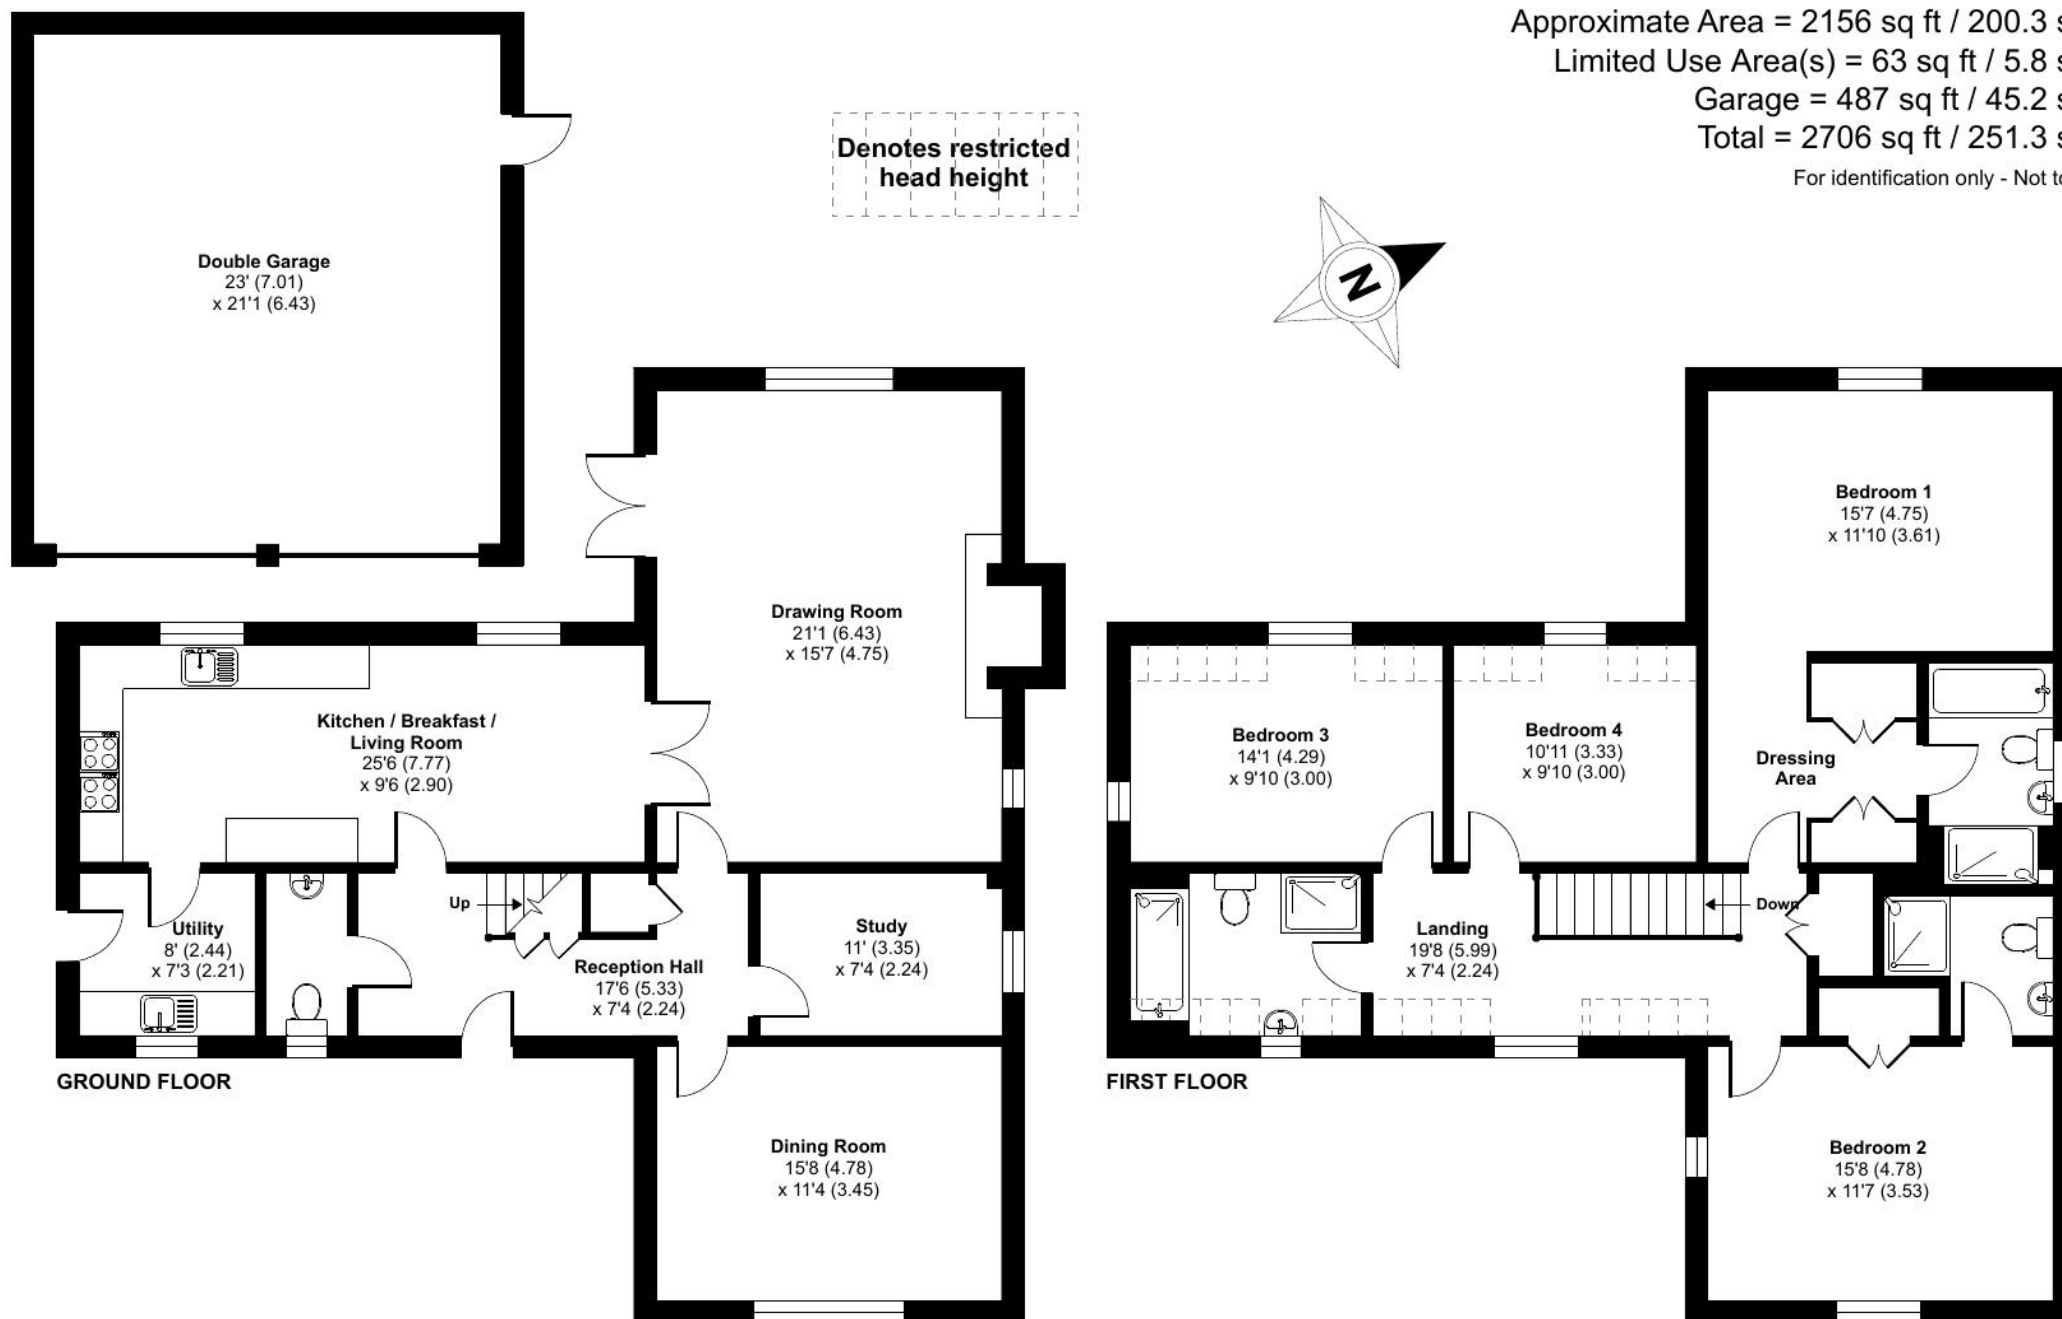 Approximate Area = 2156 sq ft / 200.3 s
Limited Use Area(s) = 63 sq ft / 5.8 s
Garage = 487 sq ft / 45.2 s
Total = 2706 sq ft / 251.3 s
For identification only - Not to
Denotes restricted
head height
N
Double Garage
23' (7.01)
x 21'1 (6.43)
Drawing Room
21'1 (6.43)
x 15'7 (4.75)
Kitchen / Breakfast /
Living Room
25'6 (7.77)
x 9'6 (2.90)
Up
Utility
8' (2.44)
x 7'3 (2.21)
Reception Hall
17'6 (5.33)
x 7'4 (2.24)
Study
11' (3.35)
x 7'4 (2.24)
Dining Room
15'8 (4.78)
x 11'4 (3.45)
GROUND FLOOR
Bedroom 1
15'7 (4.75)
x 11'10 (3.61)
Bedroom 3
14'1 (4.29)
x 9'10 (3.00)
Bedroom 4
10'11 (3.33)
x 9'10 (3.00)
Dressing
Area
Landing
19'8 (5.99)
x 7'4 (2.24)
Down
Bedroom 2
15'8 (4.78)
x 11'7 (3.53)
FIRST FLOOR